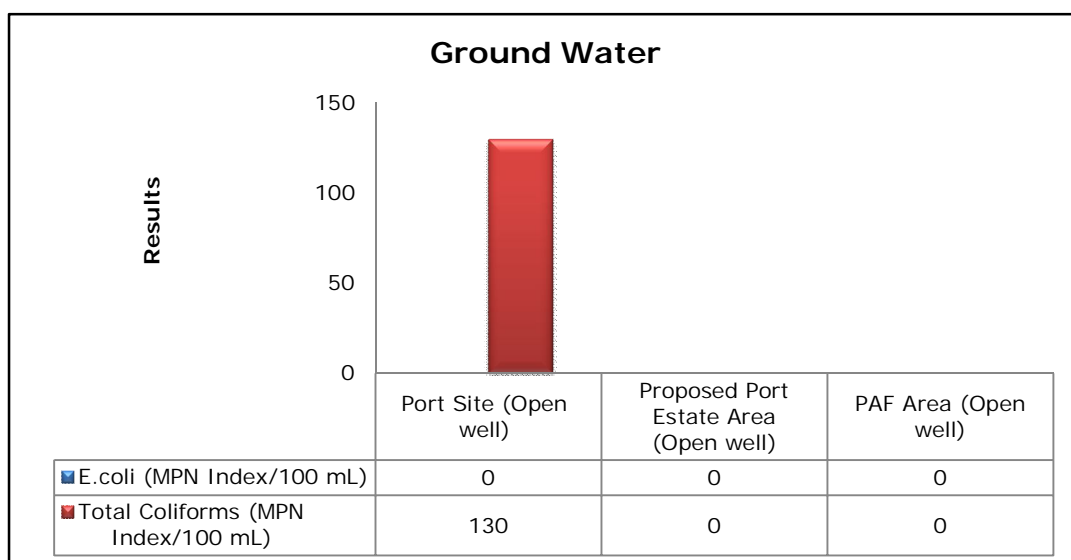 Ground Water
Results
150
100
50
0
Port Site (Open
well)
Proposed Port
Estate Area
(Open well)
PAF Area (Open
well)
E.coli (MPN Index/100 mL)
0
0
0
Total Coliforms (MPN
Index/100 mL)
130
0
0